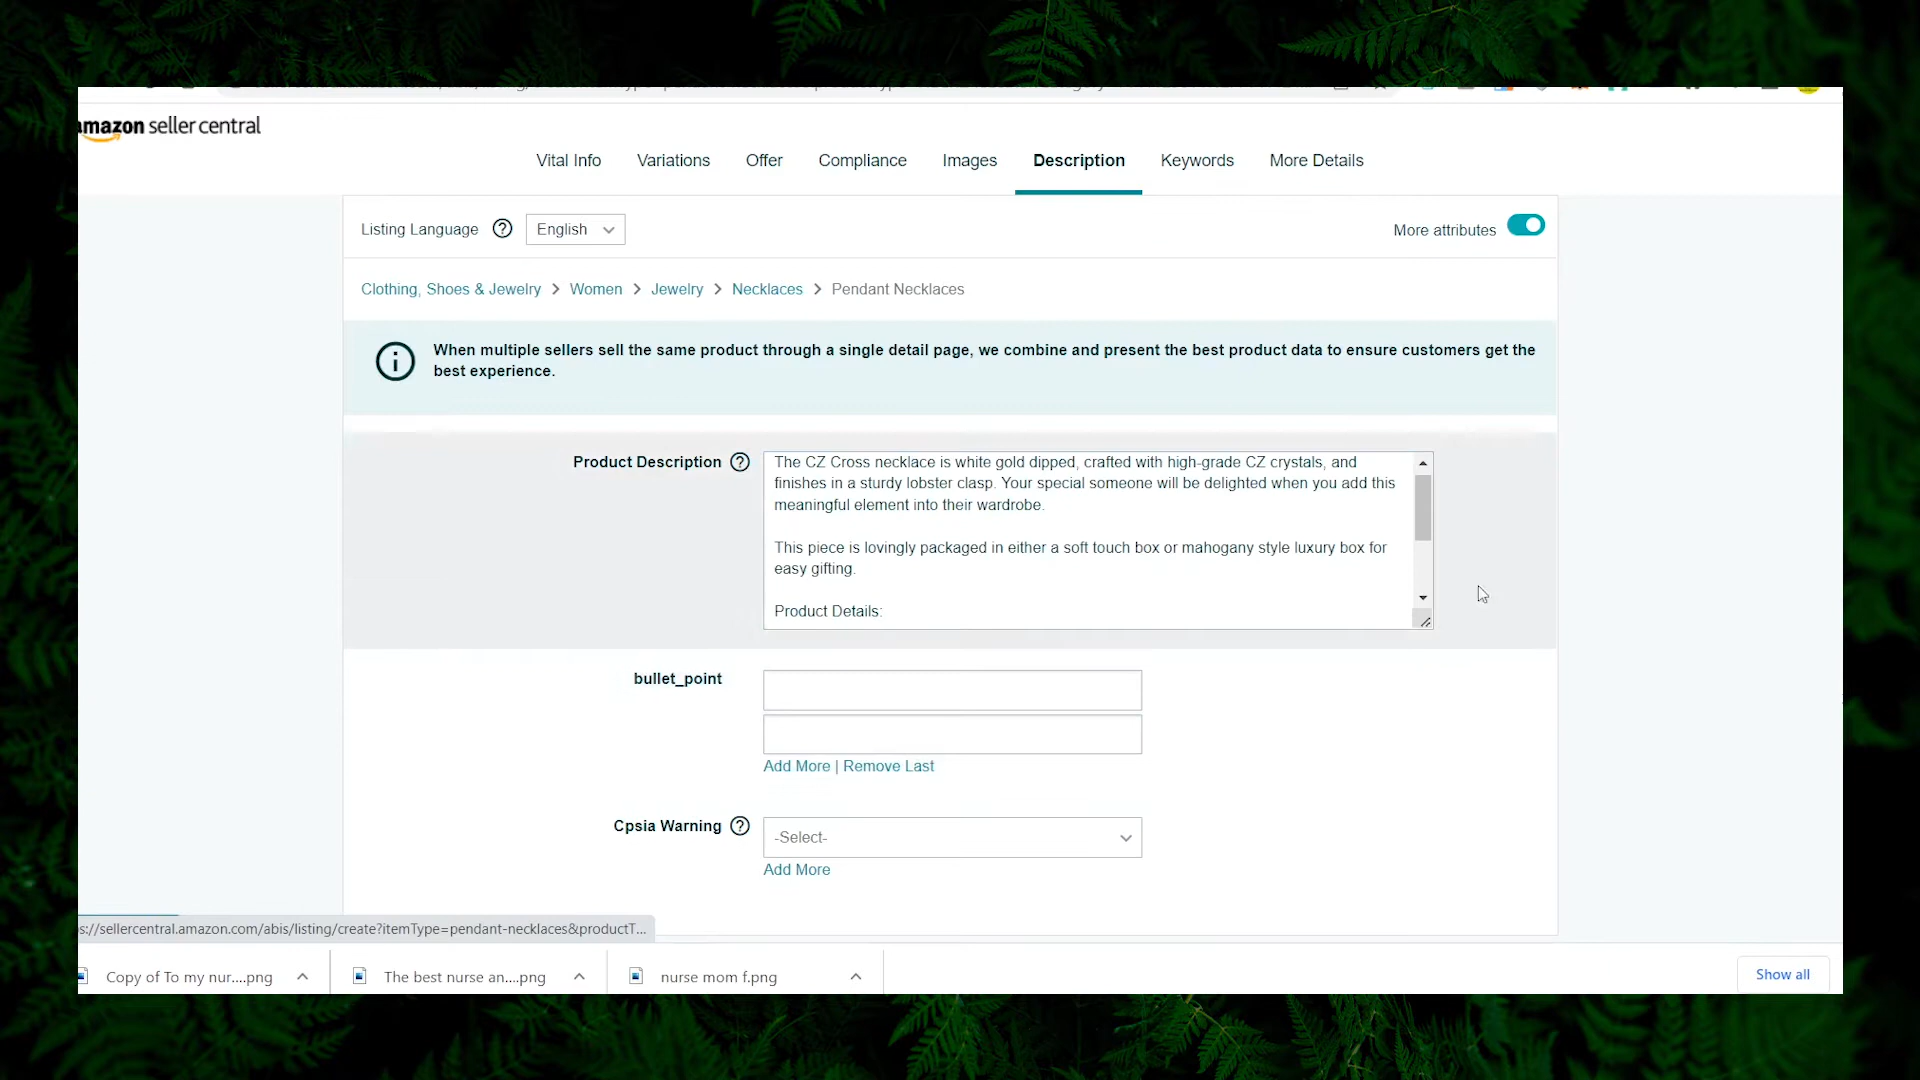 amazon seller central
Vital Info Variations Offer Compliance Images Description Keywords More Details
Listing Language English More attributes
Clothing, Shoes & Jewelry > Women > Jewelry > Necklaces > Pendant Necklaces
When multiple sellers sell the same product through a single detail page, we combine and present the best product data to ensure customers get the
best experience.
Product Description
The CZ Cross necklace is white gold dipped, crafted with high-grade CZ crystals, and
finishes in a sturdy lobster clasp. Your special someone will be delighted when you add this
meaningful element into their wardrobe.
This piece is lovingly packaged in either a soft touch box or mahogany style luxury box for
easy gifting.
Product Details:
bullet_point
Add More | Remove Last
Cpsia Warning -Select-
Add More
s://sellercentral.amazon.com/abis/listing/create?itemType=pendant-necklaces&productT...
Copy of To my nur....png The best nurse an....png nurse mom f.png Show all